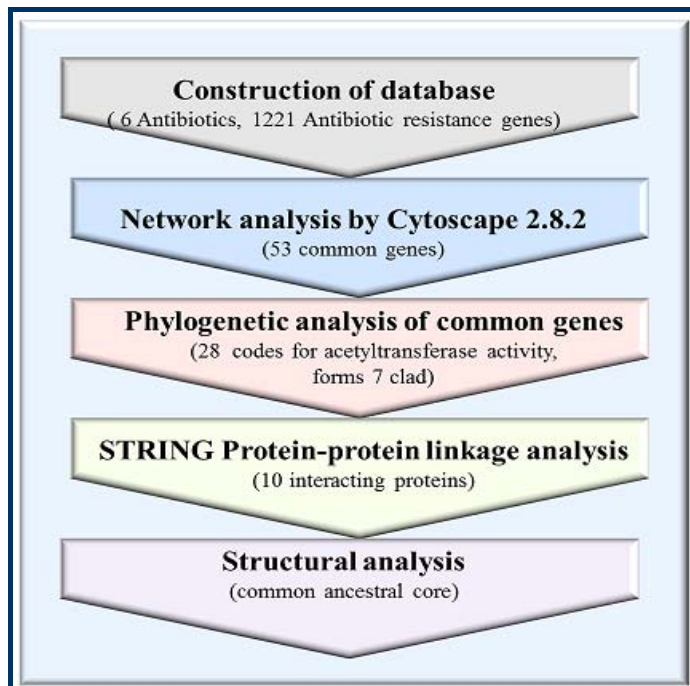 Construction of database
( 6 Antibiotics, 1221 Antibiotic resistance genes)
Network analysis by Cytoscape 2.8.2
(53 common genes)
Phylogenetic analysis of common genes
(28 codes for acetyltransferase activity,
forms 7 clad)
STRING Protein-protein linkage analysis
(10 interacting proteins)
Structural analysis
(common ancestral core)